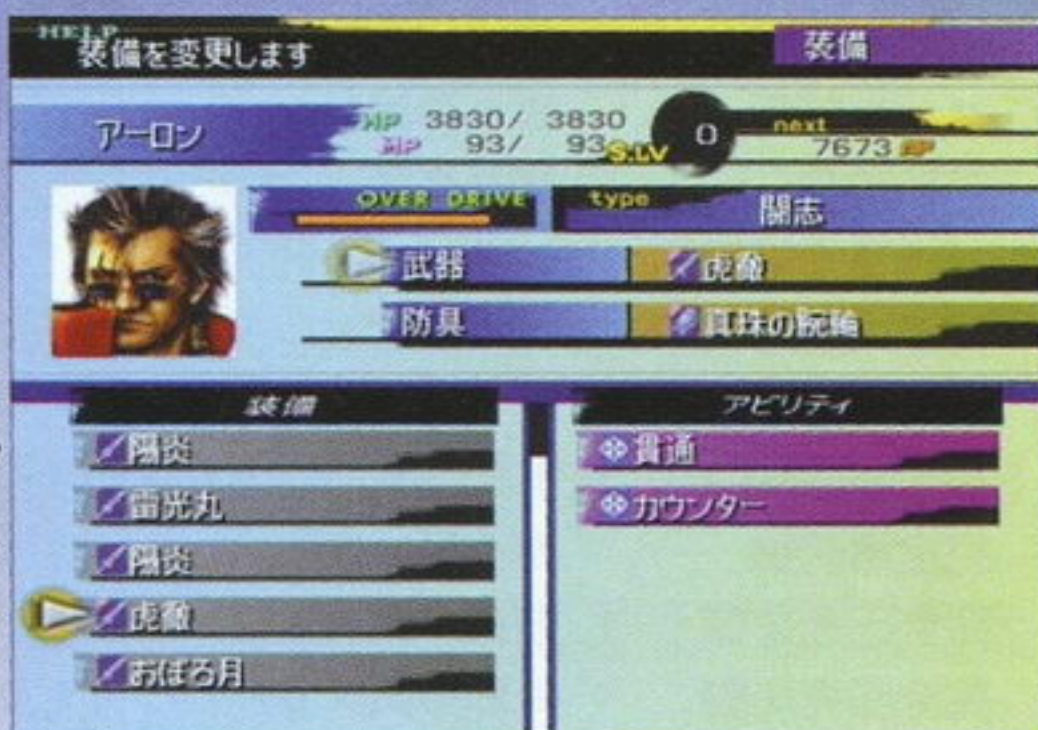 HELP
装備を変更します
装備
アーロン
HP 3830/ 3830
MP 93/ 93
S.LV 0
next
7673 AP
OVER DRIVE
type 闘志
武器 虎徹
防具 真珠の腕輪
装備
アビリティ
陽炎
貫通
雷光丸
カウンター
陽炎
虎徹
おぼろ月